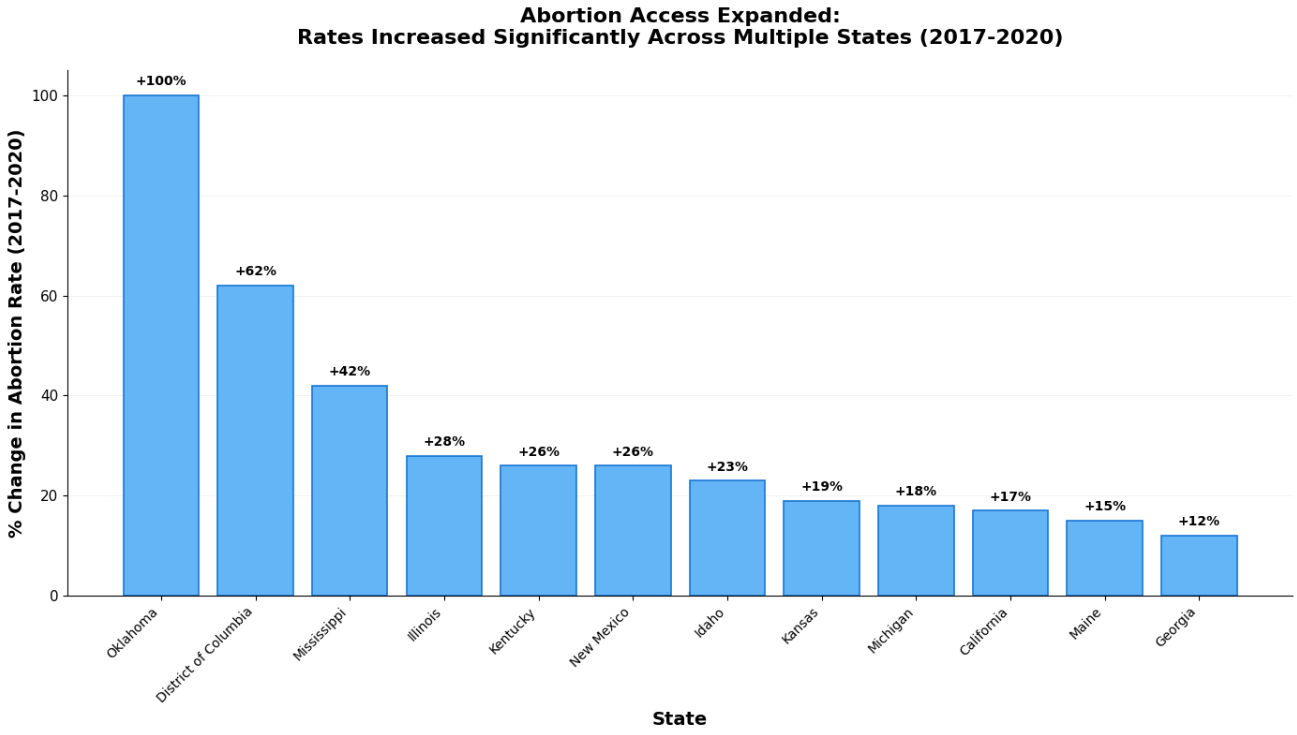 Abortion Access Expanded:
Rates Increased Significantly Across Multiple States (2017-2020)
% Change in Abortion Rate (2017-2020)
100
80
60
40
20
0
+100%
+62%
+42%
+28%
+26%
+26%
+23%
+19%
+18%
+17%
+15%
+12%
Oklahoma
District of Columbia
Mississippi
Illinois
Kentucky
New Mexico
Idaho
Kansas
Michigan
California
Maine
Georgia
State